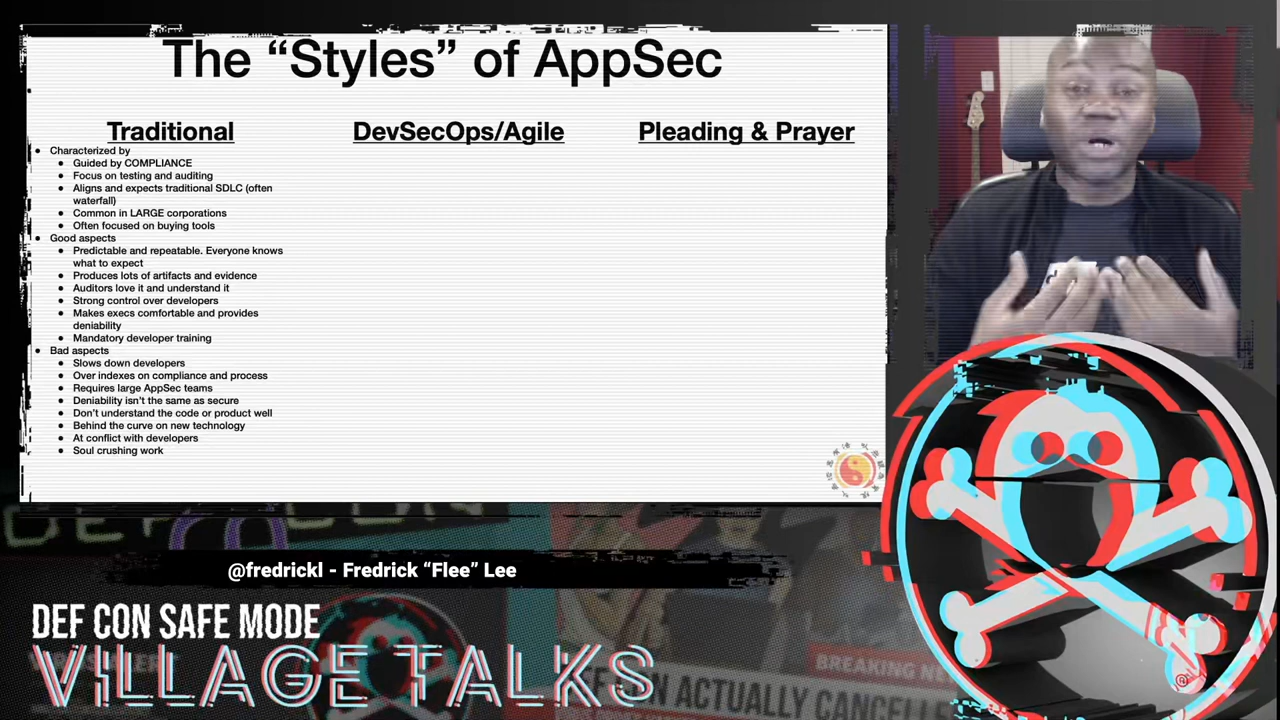 The “Styles” of AppSec
Traditional
DevSecOps/Agile
Pleading & Prayer
Characterized by
Guided by COMPLIANCE
Focus on testing and auditing
Aligns and expects traditional SDLC (often
waterfall)
Common in LARGE corporations
Often focused on buying tools
Good aspects
Predictable and repeatable. Everyone knows
what to expect
Produces lots of artifacts and evidence
Auditors love it and understand it
Strong control over developers
Makes execs comfortable and provides
deniability
Mandatory developer training
Bad aspects
Slows down developers
Over indexes on compliance and process
Requires large AppSec teams
Deniability isn’t the same as secure
Don’t understand the code or product well
Behind the curve on new technology
At conflict with developers
Soul crushing work
@fredrickl - Fredrick “Flee” Lee
DEF CON SAFE MODE
VILLAGE TALKS
DEF CON
BREAKING NE
CON ACTUALLY CANCELLE
®